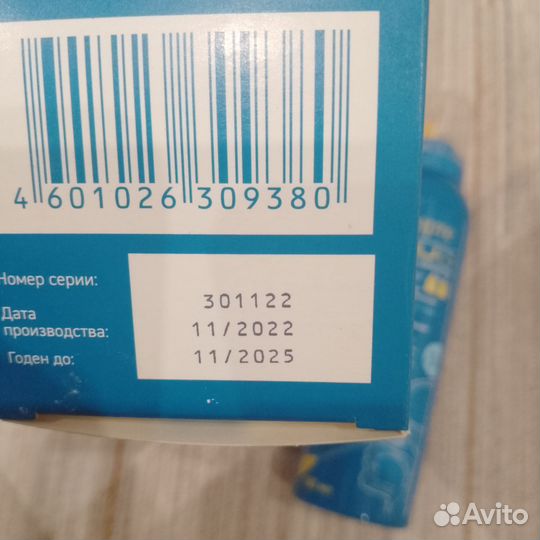 4 601026 309380
Номер серии:
301122
Дата
производства:
11/2022
Годен до:
11/2025
Avito